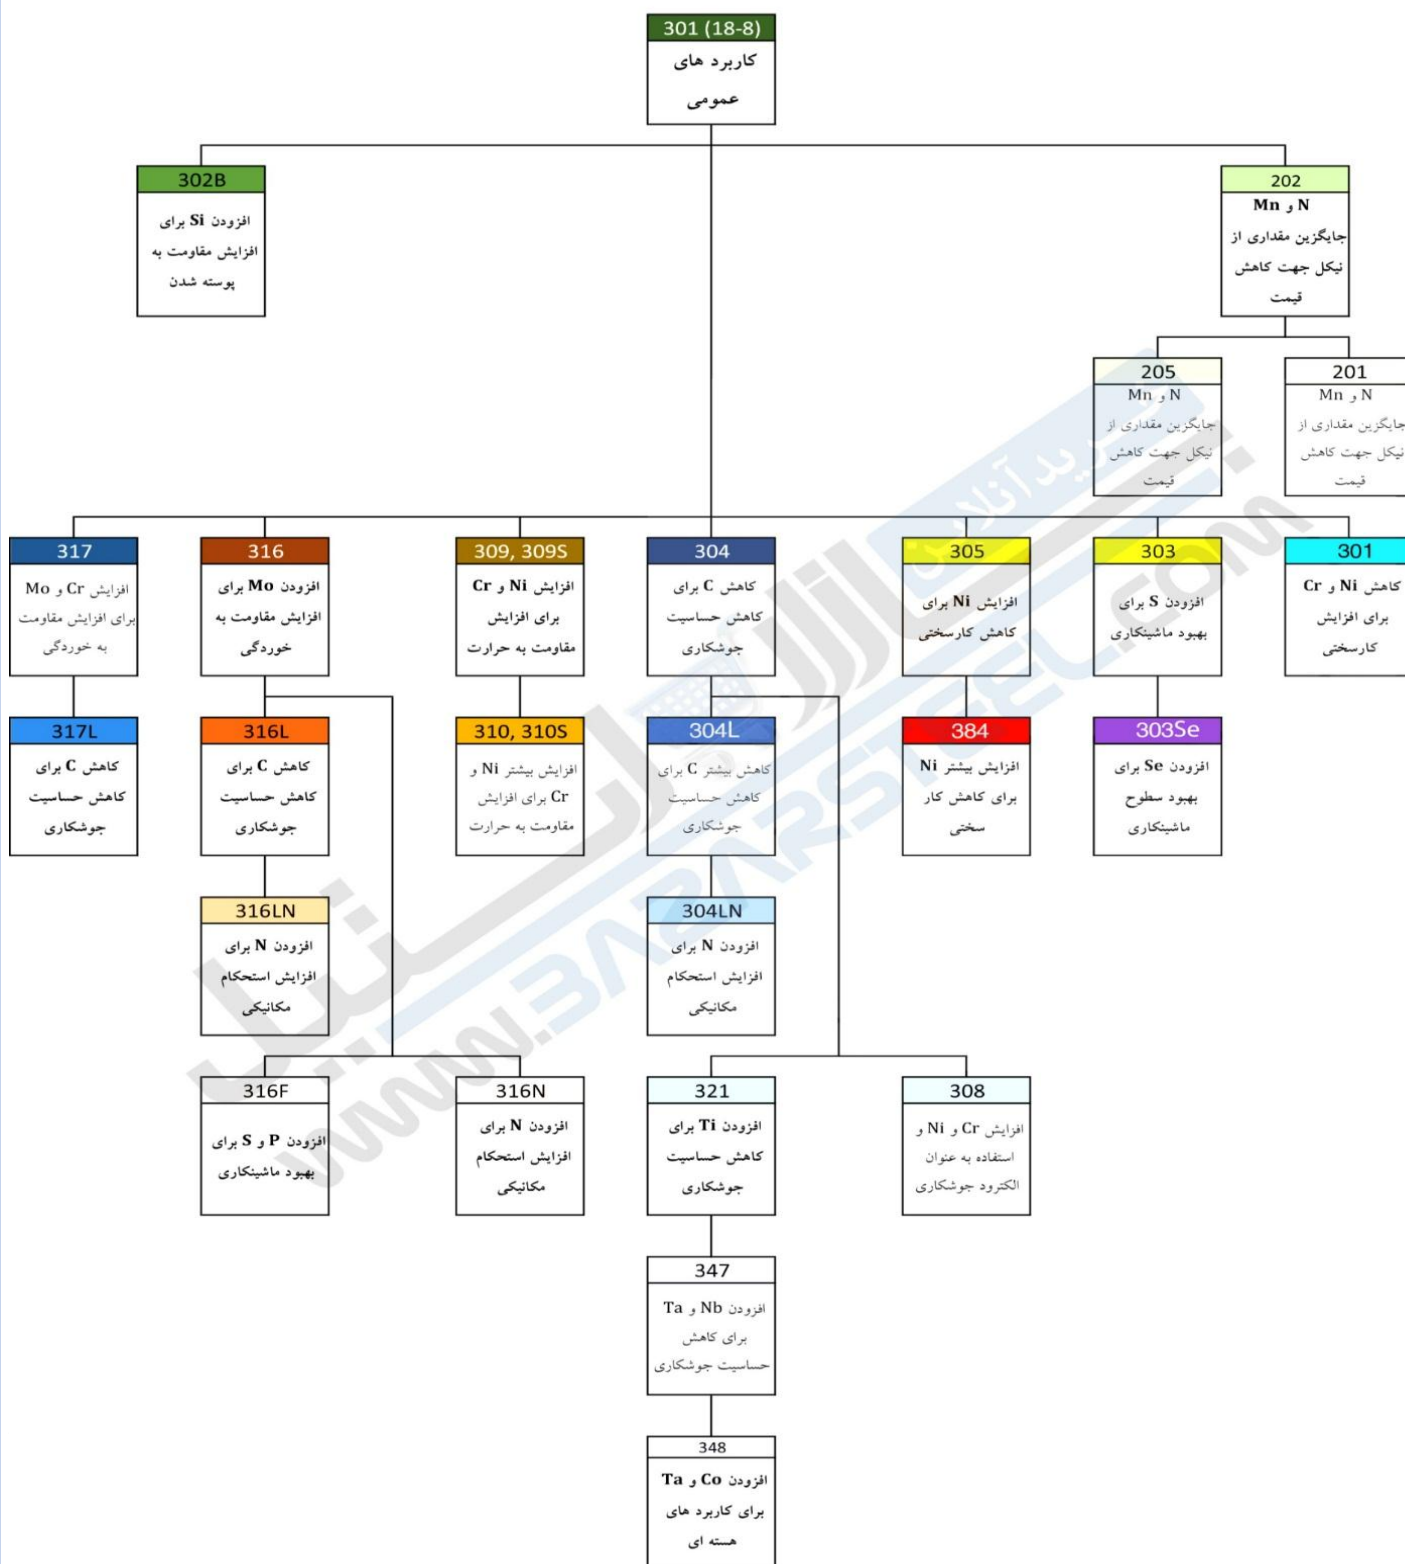 301 (18-8)
کاربرد های
عمومی
302B
افزودن Si برای
افزایش مقاومت به
پوسته شدن
202
N و Mn
جایگزین مقداری از
نیکل جهت کاهش
قیمت
205
N و Mn
جایگزین مقداری از
نیکل جهت کاهش
قیمت
201
N و Mn
جایگزین مقداری از
نیکل جهت کاهش
قیمت
317
افزایش Cr و Mo
برای افزایش مقاومت
به خوردگی
316
افزودن Mo برای
افزایش مقاومت به
خوردگی
309, 309S
افزایش Ni و Cr
برای افزایش
مقاومت به حرارت
304
کاهش C برای
کاهش حساسیت
جوشکاری
305
افزایش Ni برای
کاهش کارسختی
303
افزودن S برای
بهبود ماشینکاری
301
کاهش Ni و Cr
برای افزایش
کارسختی
317L
کاهش C برای
کاهش حساسیت
جوشکاری
316L
کاهش C برای
کاهش حساسیت
جوشکاری
310, 310S
افزایش بیشتر Ni و
Cr برای افزایش
مقاومت به حرارت
304L
کاهش بیشتر C برای
کاهش حساسیت
جوشکاری
384
افزایش بیشتر Ni
برای کاهش کار
سختی
303Se
افزودن Se برای
بهبود سطوح
ماشینکاری
316LN
افزودن N برای
افزایش استحکام
مکانیکی
304LN
افزودن N برای
افزایش استحکام
مکانیکی
316F
افزودن P و S برای
بهبود ماشینکاری
316N
افزودن N برای
افزایش استحکام
مکانیکی
321
افزودن Ti برای
کاهش حساسیت
جوشکاری
308
افزایش Cr و Ni و
استفاده به عنوان
الکترود جوشکاری
347
افزودن Nb و Ta
برای کاهش
حساسیت جوشکاری
348
افزودن Co و Ta
برای کاربرد های
هسته ای
خرید آنلاین
بازار استیل
www.BAZARSTEEL.COM